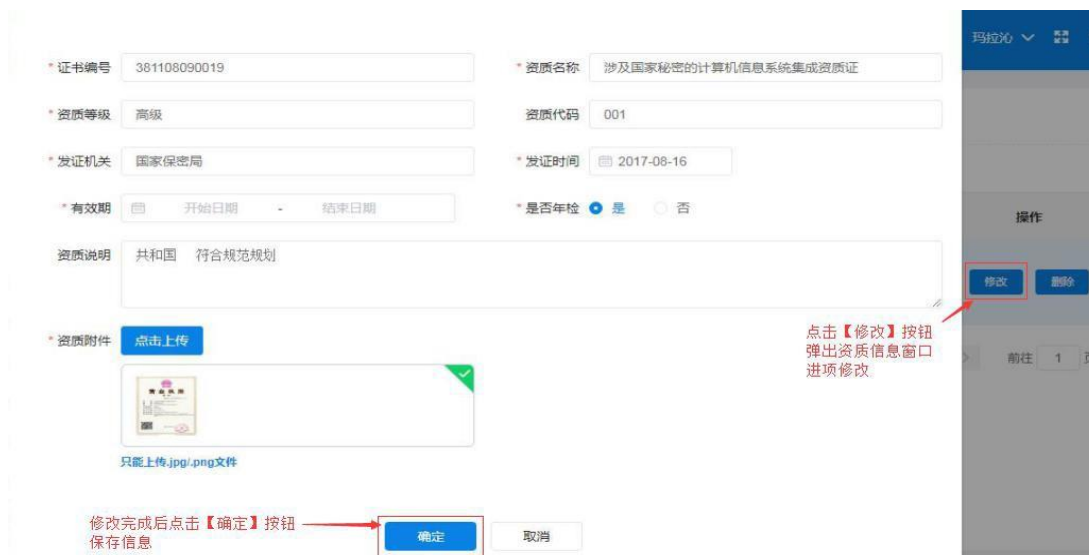 玛拉沁
* 证书编号 381108090019 * 资质名称 涉及国家秘密的计算机信息系统集成资质证
* 资质等级 高级 资质代码 001
* 发证机关 国家保密局 * 发证时间 2017-08-16
* 有效期 开始日期 - 结束日期 * 是否年检 是 否
操作
资质说明 共和国 符合规范规划
修改 删除
* 资质附件 点击上传
点击【修改】按钮
弹出资质信息窗口
进项修改
> 前往 1
营业执照
只能上传.jpg/.png文件
修改完成后点击【确定】按钮
保存信息
确定 取消